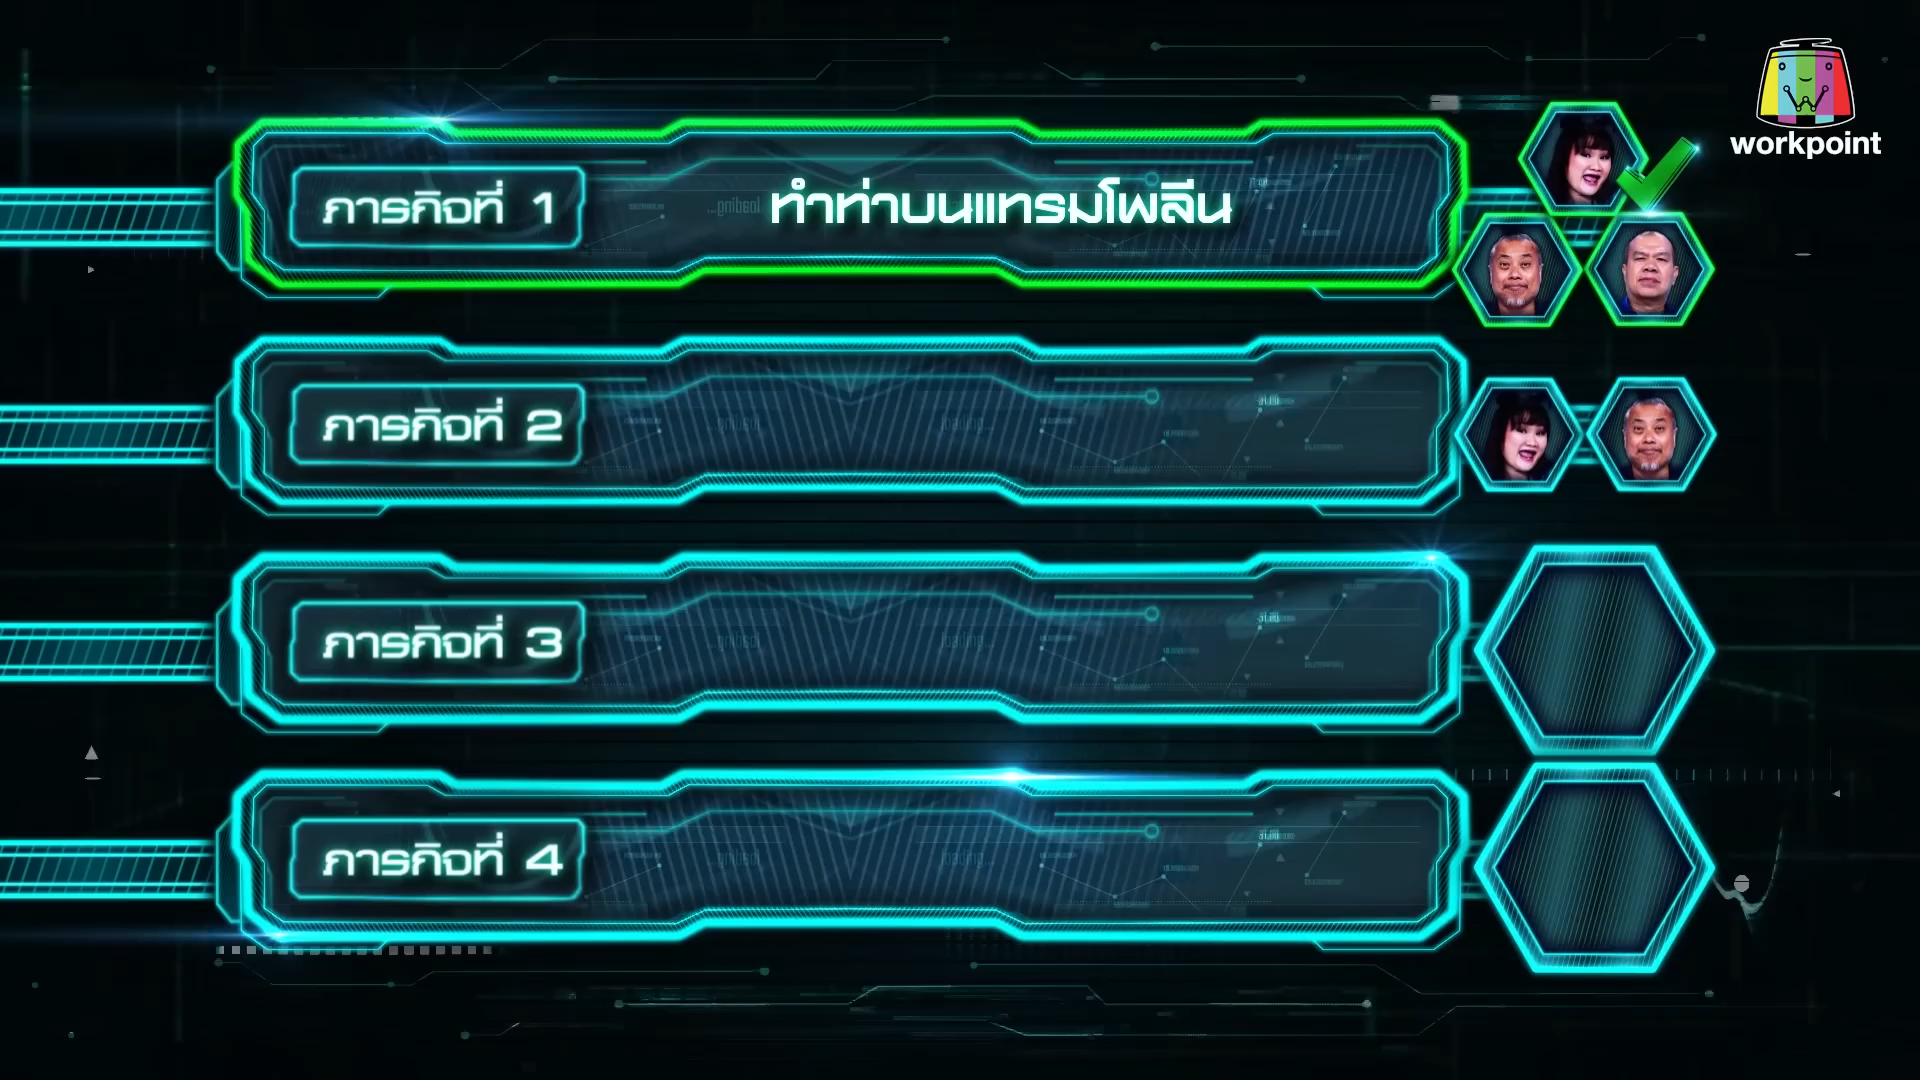 workpoint
ภารกิจที่ 1
ทำท่าบนแทรมโพลีน
ภารกิจที่ 2
ภารกิจที่ 3
ภารกิจที่ 4